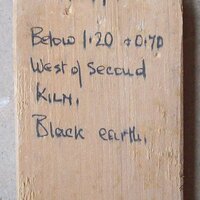 Below 1.20 + 0.70
West of Second
KILN.
Black earth.